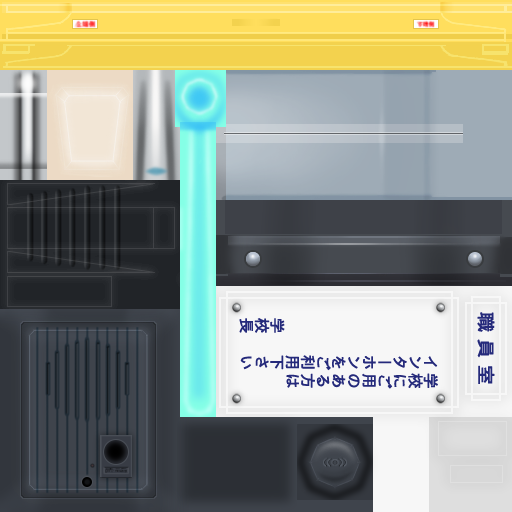 学校にご用のある方は
インターホンをご利用下さい
学校長
職員室